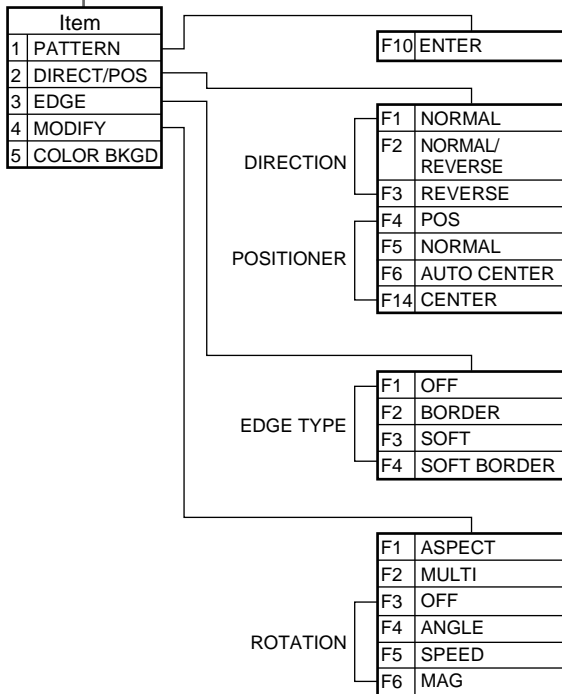 Item
1 PATTERN
2 DIRECT/POS
3 EDGE
4 MODIFY
5 COLOR BKGD
F10 ENTER
DIRECTION
F1 NORMAL
F2 NORMAL/
REVERSE
F3 REVERSE
POSITIONER
F4 POS
F5 NORMAL
F6 AUTO CENTER
F14 CENTER
EDGE TYPE
F1 OFF
F2 BORDER
F3 SOFT
F4 SOFT BORDER
F1 ASPECT
F2 MULTI
ROTATION
F3 OFF
F4 ANGLE
F5 SPEED
F6 MAG